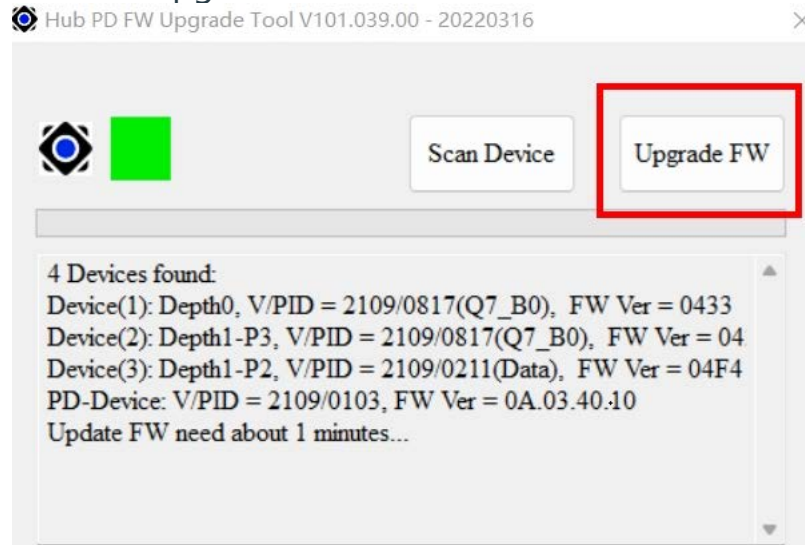 Hub PD FW Upgrade Tool V101.039.00 - 20220316
Scan Device
Upgrade FW
4 Devices found:
Device(1): Depth0, V/PID = 2109/0817(Q7_B0), FW Ver = 0433
Device(2): Depth1-P3, V/PID = 2109/0817(Q7_B0), FW Ver = 04
Device(3): Depth1-P2, V/PID = 2109/0211(Data), FW Ver = 04F4
PD-Device: V/PID = 2109/0103, FW Ver = 0A.03.40.10
Update FW need about 1 minutes...